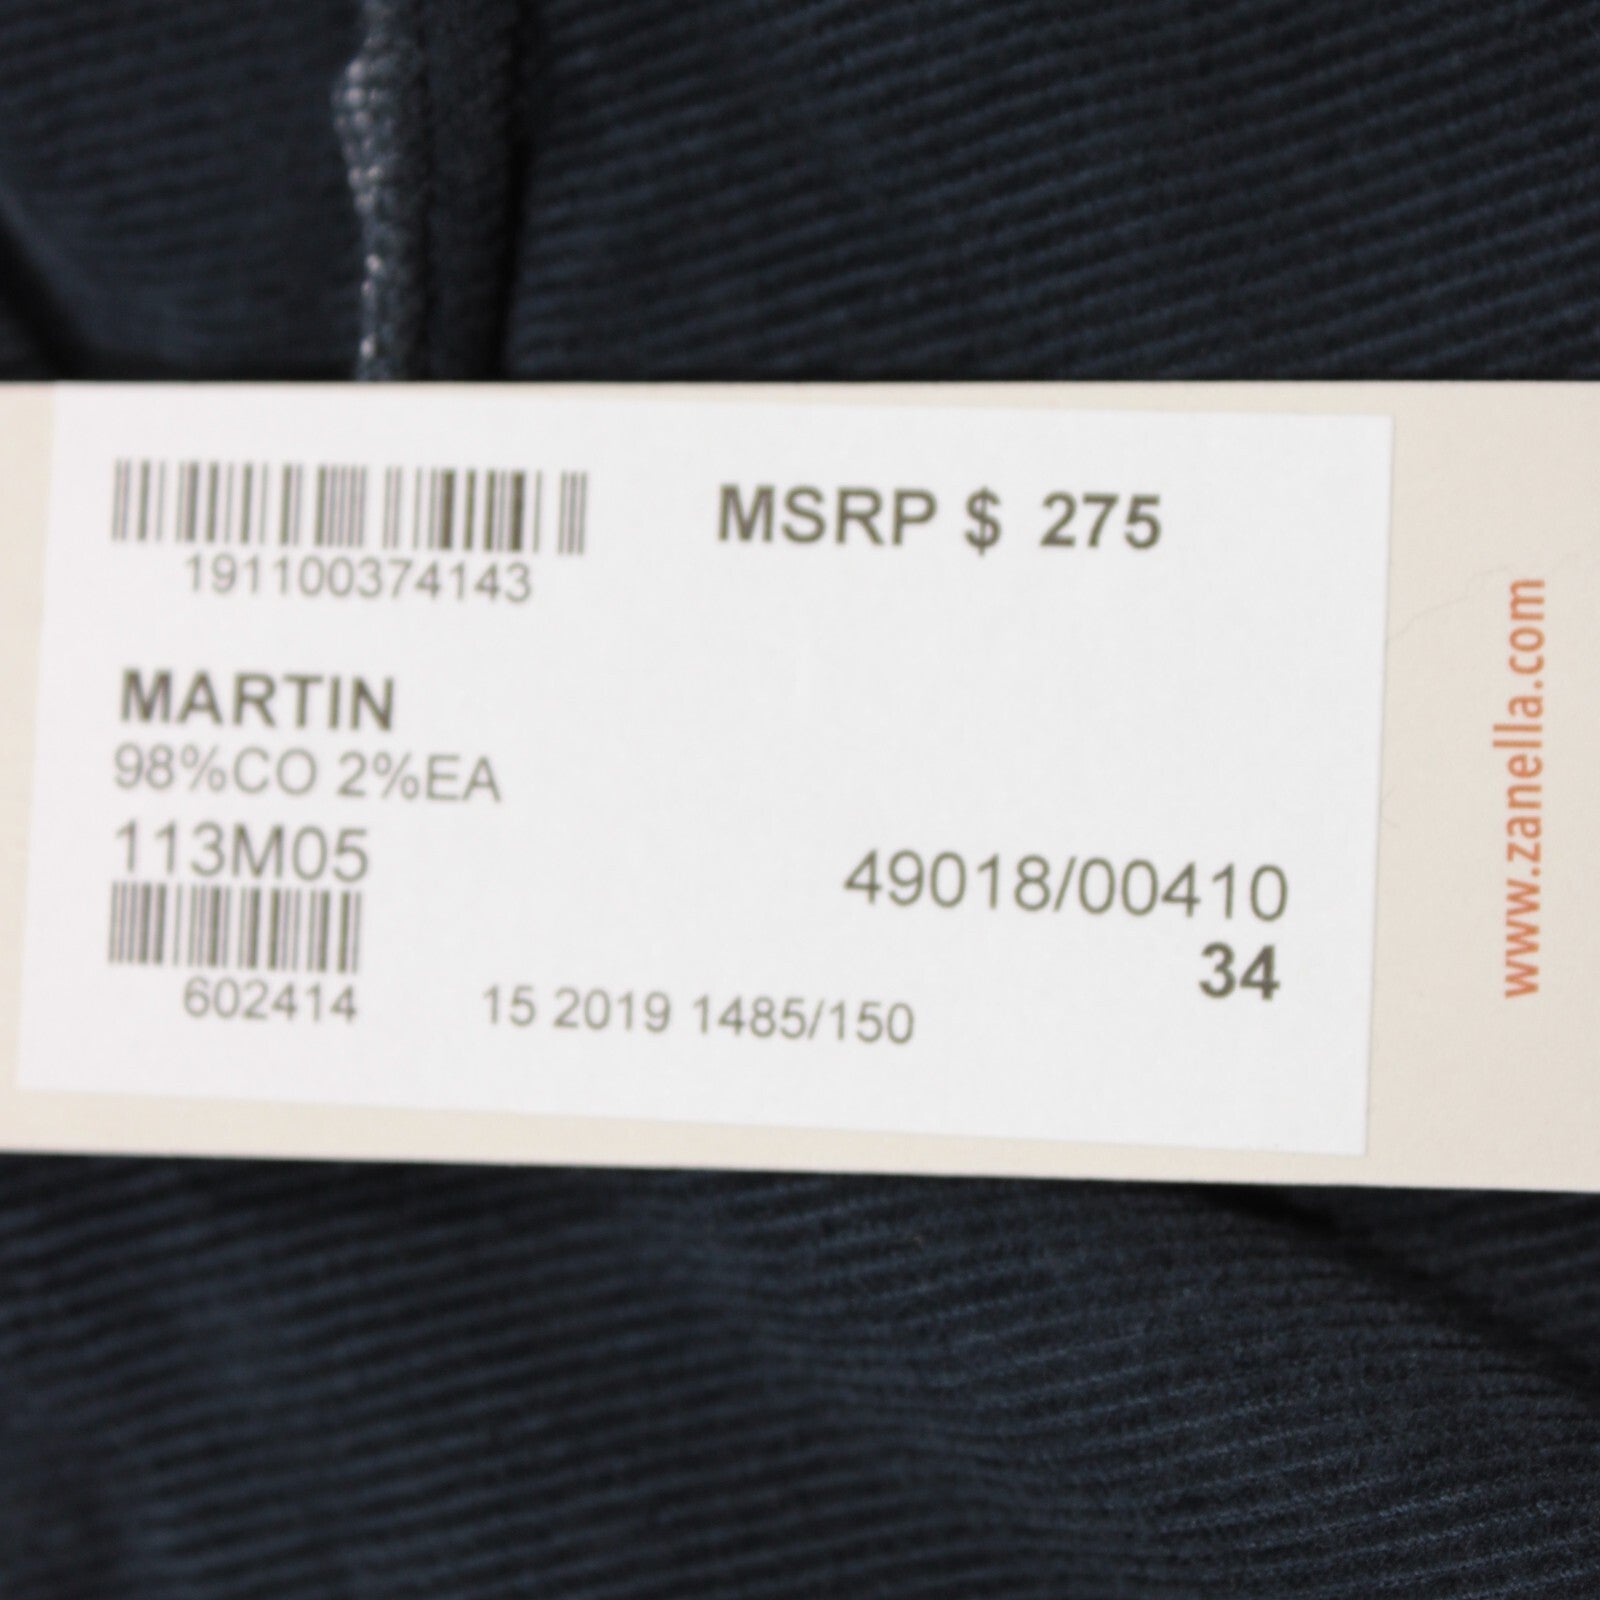 191100374143
MSRP $ 275
MARTIN
98%CO 2%EA
113M05
49018/00410
34
602414
15 2019 1485/150
www.zanella.com